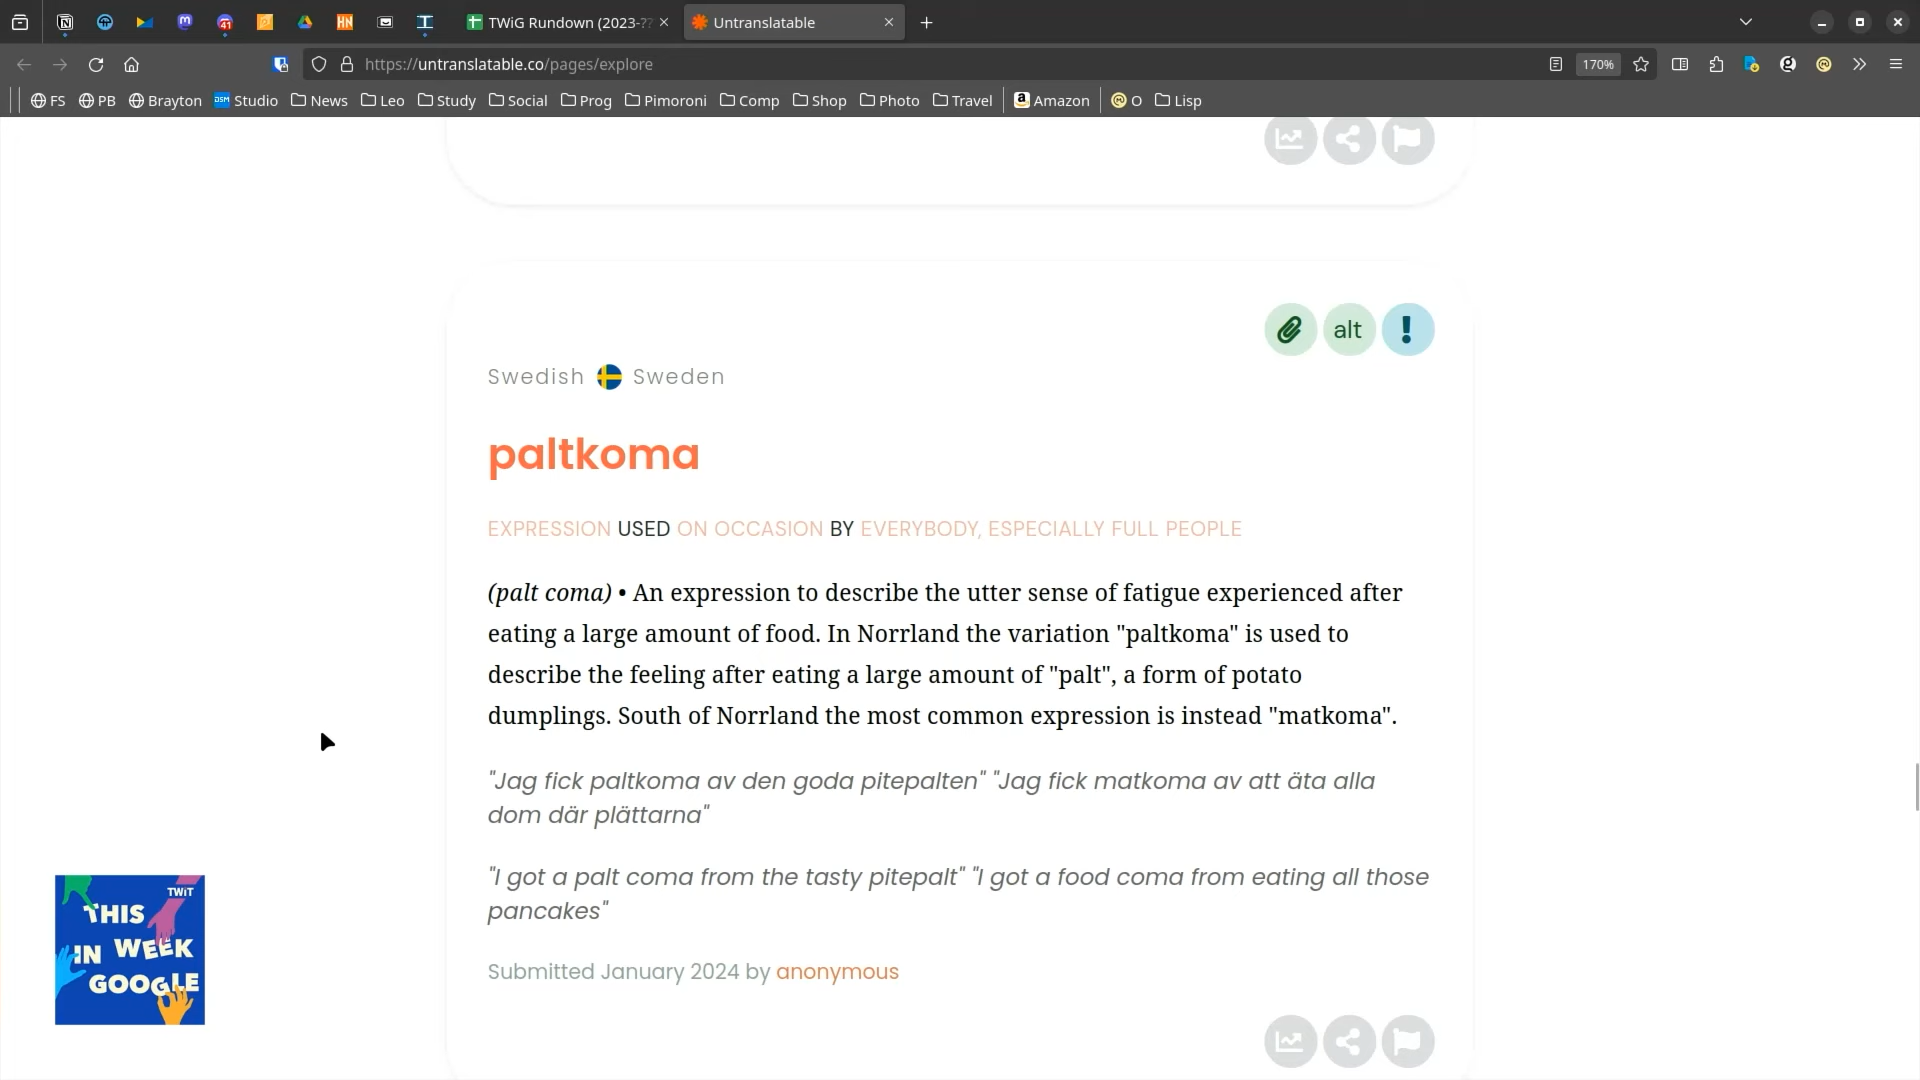 TWiG Rundown (2023-??
Untranslatable
https://untranslatable.co/pages/explore
170%
FS
PB
Brayton
DSM
Studio
News
Leo
Study
Social
Prog
Pimoroni
Comp
Shop
Photo
Travel
Amazon
O
Lisp
alt
Swedish Sweden
paltkoma
EXPRESSION USED ON OCCASION BY EVERYBODY, ESPECIALLY FULL PEOPLE
(palt coma) • An expression to describe the utter sense of fatigue experienced after
eating a large amount of food. In Norrland the variation "paltkoma" is used to
describe the feeling after eating a large amount of "palt", a form of potato
dumplings. South of Norrland the most common expression is instead "matkoma".
"Jag fick paltkoma av den goda pitepalten" "Jag fick matkoma av att äta alla
dom där plättarna"
"I got a palt coma from the tasty pitepalt" "I got a food coma from eating all those
pancakes"
Submitted January 2024 by anonymous
TWiT
THIS
IN WEEK
GOOGLE